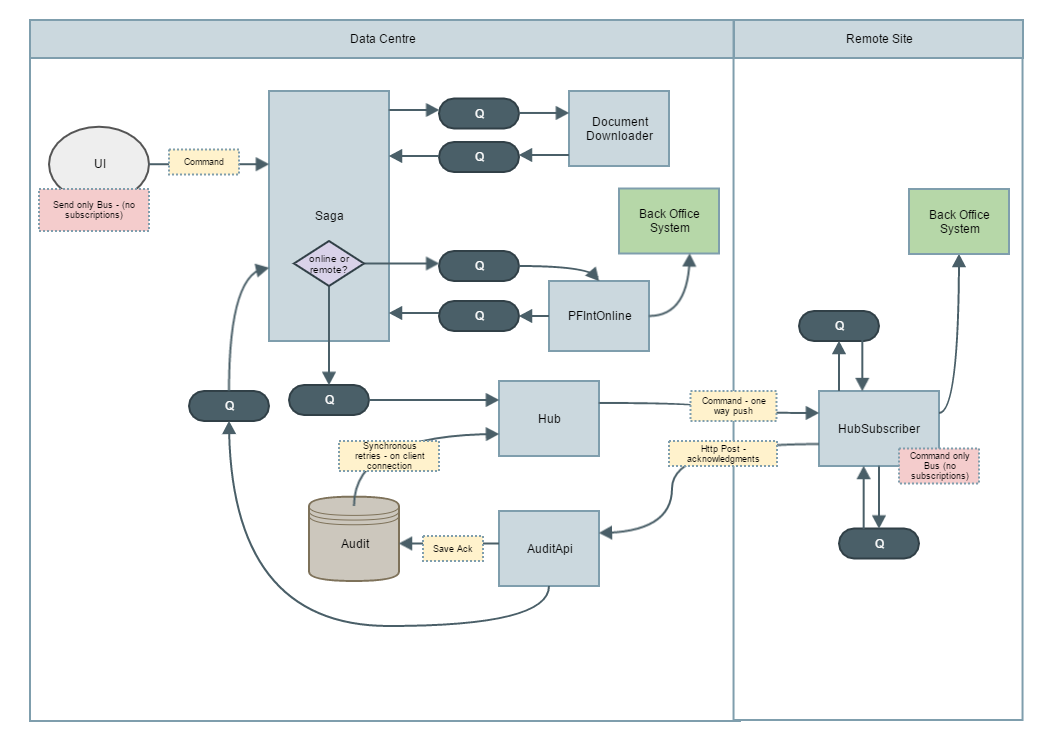 Data Centre
Remote Site
UI
Command
Send only Bus - (no
subscriptions)
Saga
Q
Document
Downloader
Q
online or
remote?
Q
Back Office
System
PFIntOnline
Q
Back Office
System
Q
Q
Q
Hub
Command - one
way push
HubSubscriber
Synchronous
retries - on client
connection
Http Post -
acknowledgments
Command only
Bus (no
subscriptions)
Audit
Save Ack
AuditApi
Q